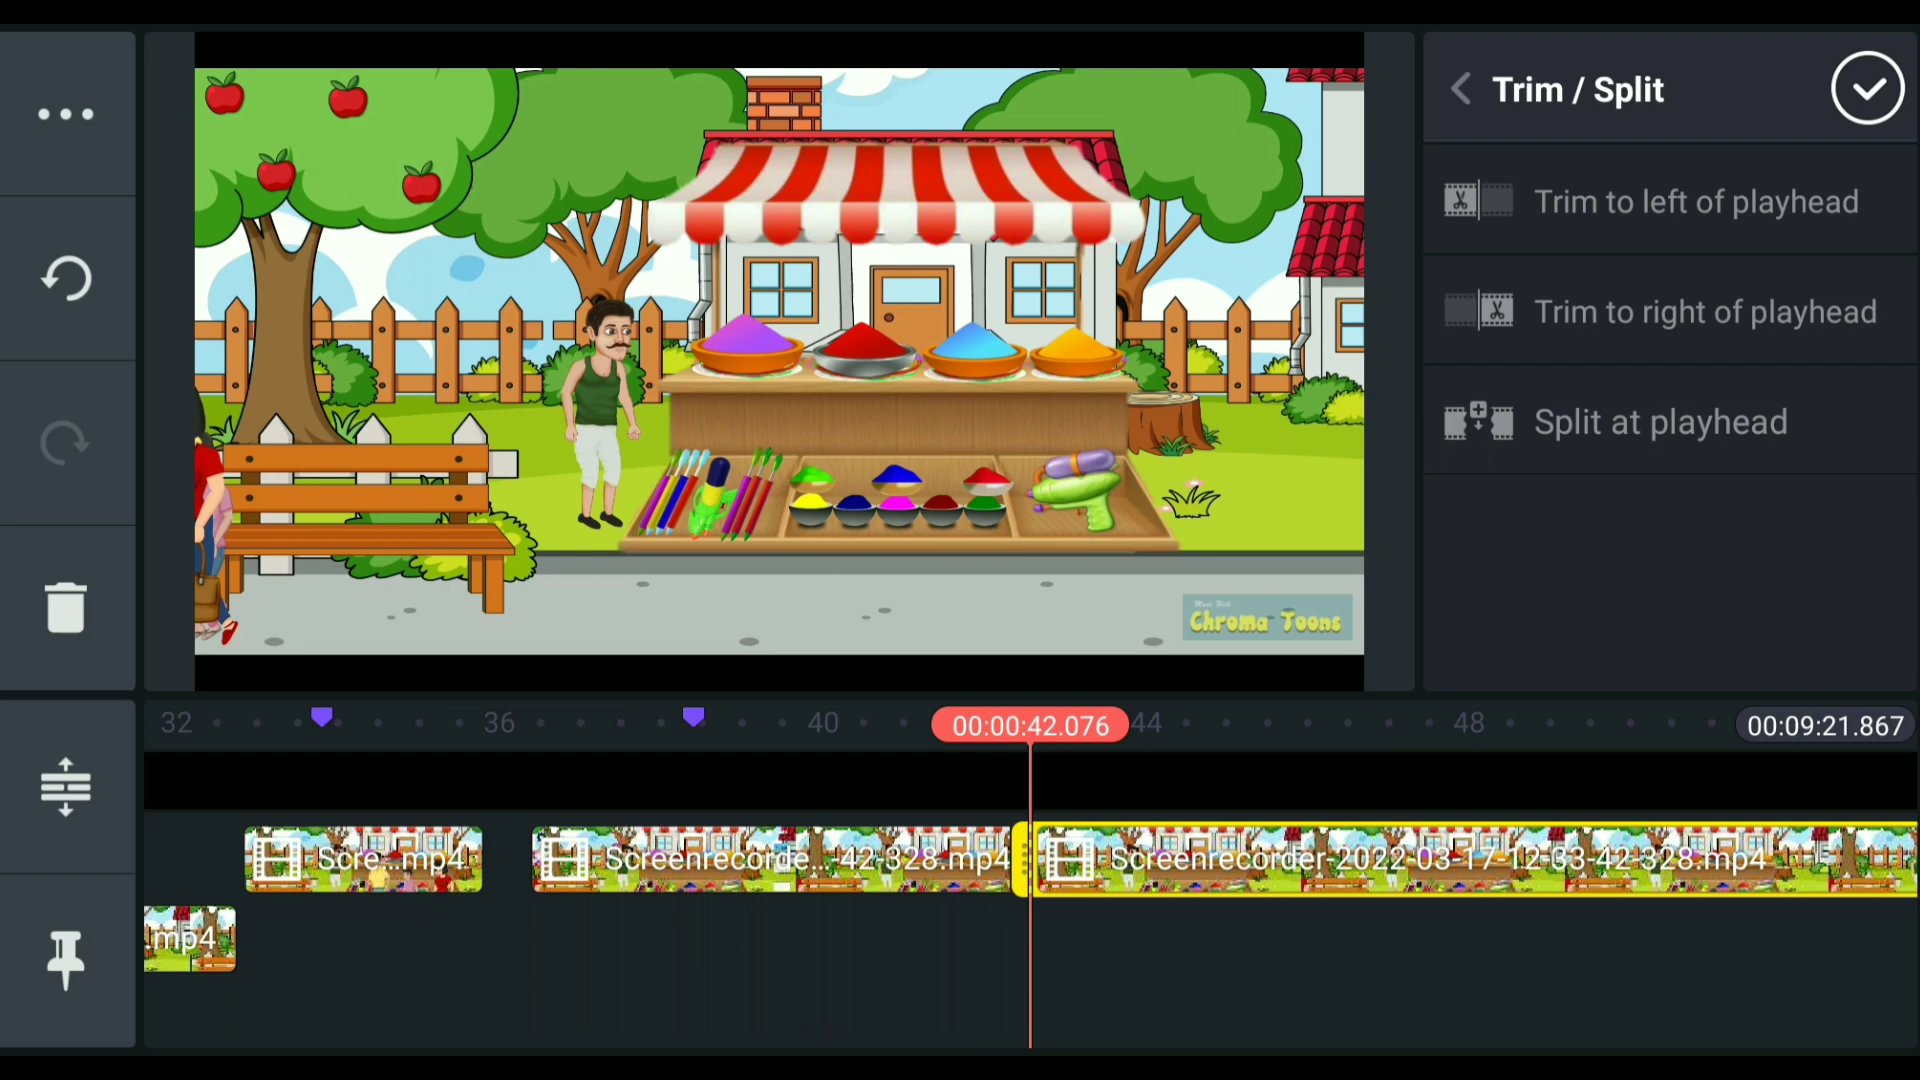 Trim / Split
Trim to left of playhead
Trim to right of playhead
Split at playhead
Made With
Chroma Toons
32
36
40
00:00:42.076
44
48
00:09:21.867
Scre...mp4
Screenrecorde...-42-328.mp4
Screenrecorder-2022-03-17-12-33-42-328.mp4
.mp4